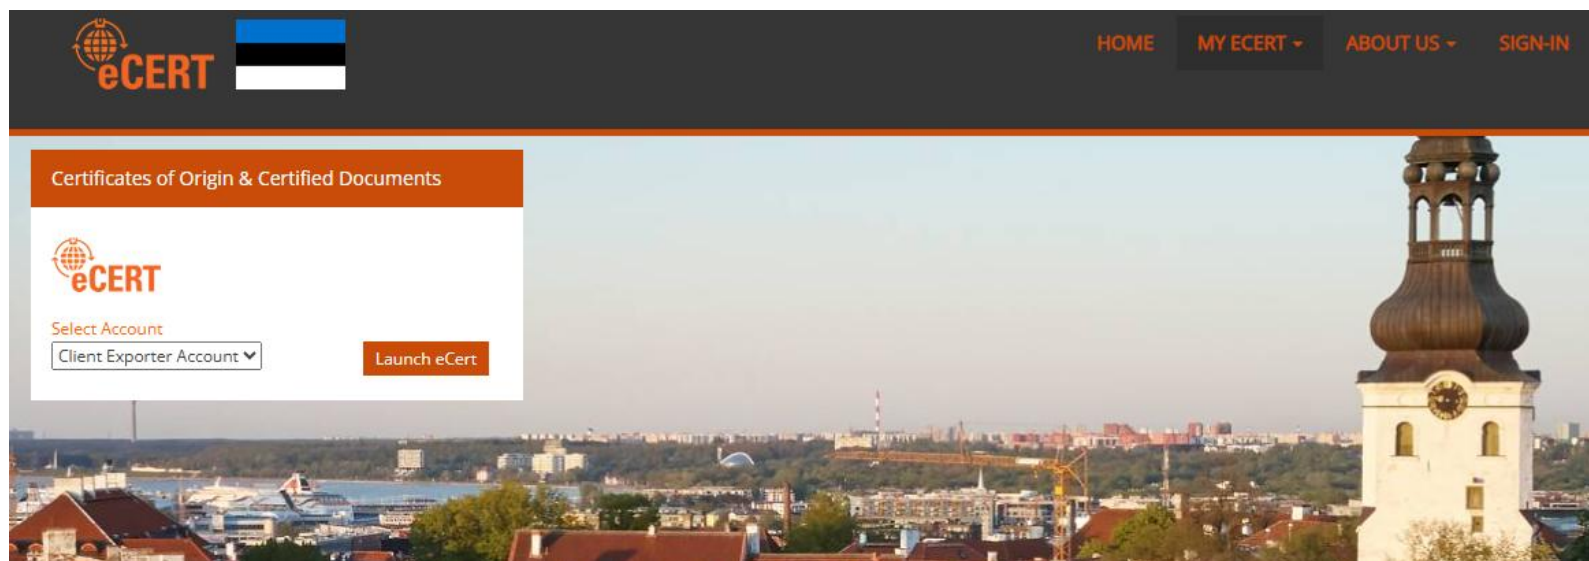 eCERT
HOME MY ECERT ABOUT US SIGN-IN
Certificates of Origin & Certified Documents
eCERT
Select Account
Client Exporter Account
Launch eCert